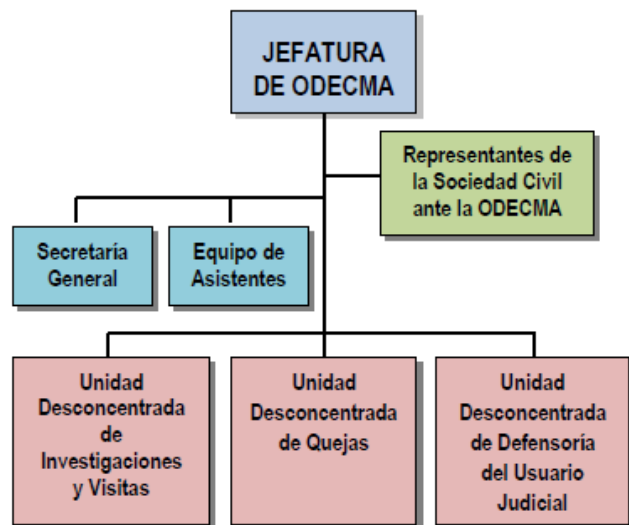 JEFATURA
DE ODECMA
Representantes de
la Sociedad Civil
ante la ODECMA
Secretaría
General
Equipo de
Asistentes
Unidad
Desconcentrada
de
Investigaciones
y Visitas
Unidad
Desconcentrada
de Quejas
Unidad
Desconcentrada
de Defensoría
del Usuario
Judicial